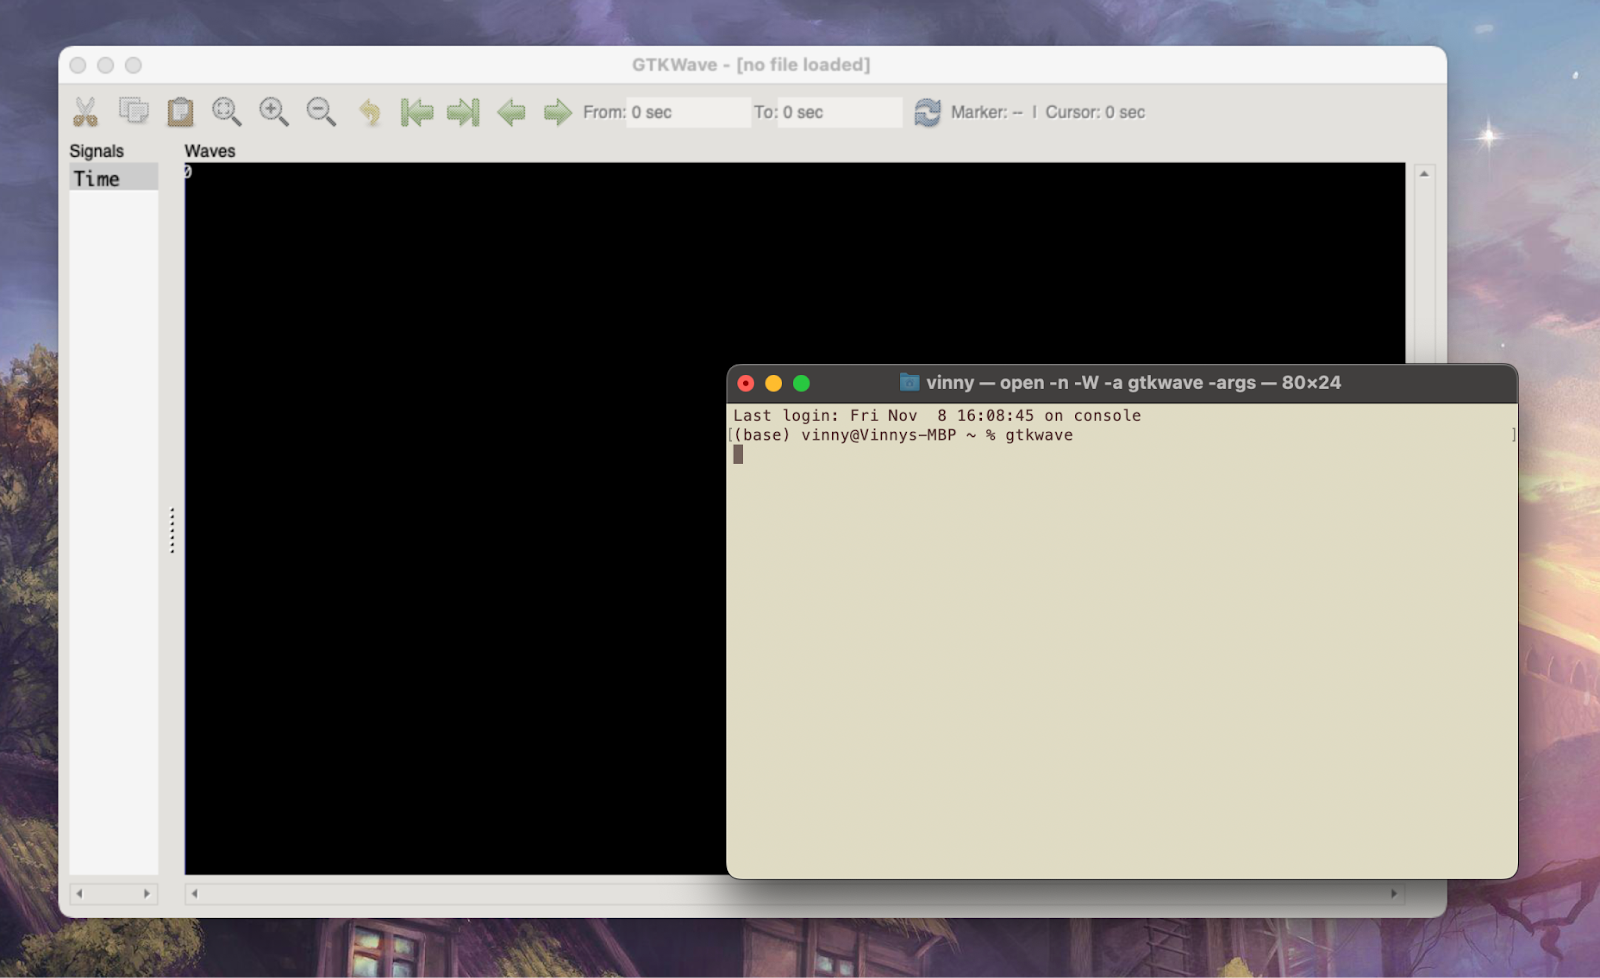 GTKWave - [no file loaded]
From: 0 sec To: 0 sec Marker: -- | Cursor: 0 sec
Signals
Waves
Time
0
vinny — open -n -W -a gtkwave -args — 80×24
Last login: Fri Nov  8 16:08:45 on console
[(base) vinny@Vinnys-MBP ~ % gtkwave ]